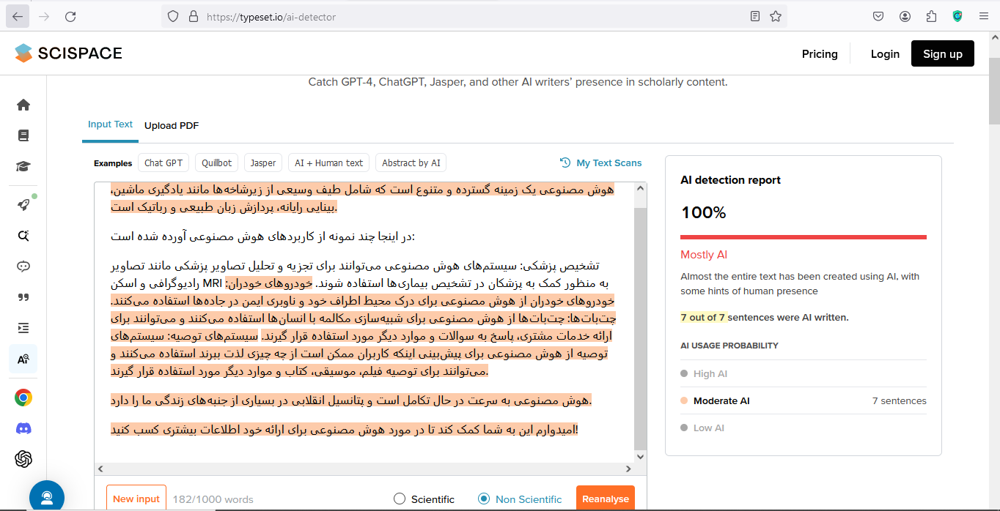 https://typeset.io/ai-detector
SCISPACE
Pricing
Login
Sign up
Catch GPT-4, ChatGPT, Jasper, and other AI writers’ presence in scholarly content.
Input Text
Upload PDF
Examples
Chat GPT
Quillbot
Jasper
AI + Human text
Abstract by AI
My Text Scans
هوش مصنوعی یک زمینه گسترده و متنوع است که شامل طیف وسیعی از زیرشاخه‌ها مانند یادگیری ماشین،
بینایی رایانه، پردازش زبان طبیعی و رباتیک است.
در اینجا چند نمونه از کاربردهای هوش مصنوعی آورده شده است:
تشخیص پزشکی: سیستم‌های هوش مصنوعی می‌توانند برای تجزیه و تحلیل تصاویر پزشکی مانند تصاویر
رادیوگرافی و اسکن MRI به منظور کمک به پزشکان در تشخیص بیماری‌ها استفاده شوند. خودروهای خودران:
خودروهای خودران از هوش مصنوعی برای درک محیط اطراف خود و ناوبری ایمن در جاده‌ها استفاده می‌کنند.
چت‌بات‌ها: چت‌بات‌ها از هوش مصنوعی برای شبیه‌سازی مکالمه با انسان‌ها استفاده می‌کنند و می‌توانند برای
ارائه خدمات مشتری، پاسخ به سوالات و موارد دیگر مورد استفاده قرار گیرند. سیستم‌های توصیه: سیستم‌های
توصیه از هوش مصنوعی برای پیش‌بینی اینکه کاربران ممکن است از چه چیزی لذت ببرند استفاده می‌کنند و
می‌توانند برای توصیه فیلم، موسیقی، کتاب و موارد دیگر مورد استفاده قرار گیرند.
هوش مصنوعی به سرعت در حال تکامل است و پتانسیل انقلابی در بسیاری از جنبه‌های زندگی ما را دارد.
امیدوارم این به شما کمک کند تا در مورد هوش مصنوعی برای ارائه خود اطلاعات بیشتری کسب کنید!
New input
182/1000 words
Scientific
Non Scientific
Reanalyse
AI detection report
100%
Mostly AI
Almost the entire text has been created using AI, with
some hints of human presence
7 out of 7 sentences were AI written.
AI USAGE PROBABILITY
High AI
Moderate AI 7 sentences
Low AI